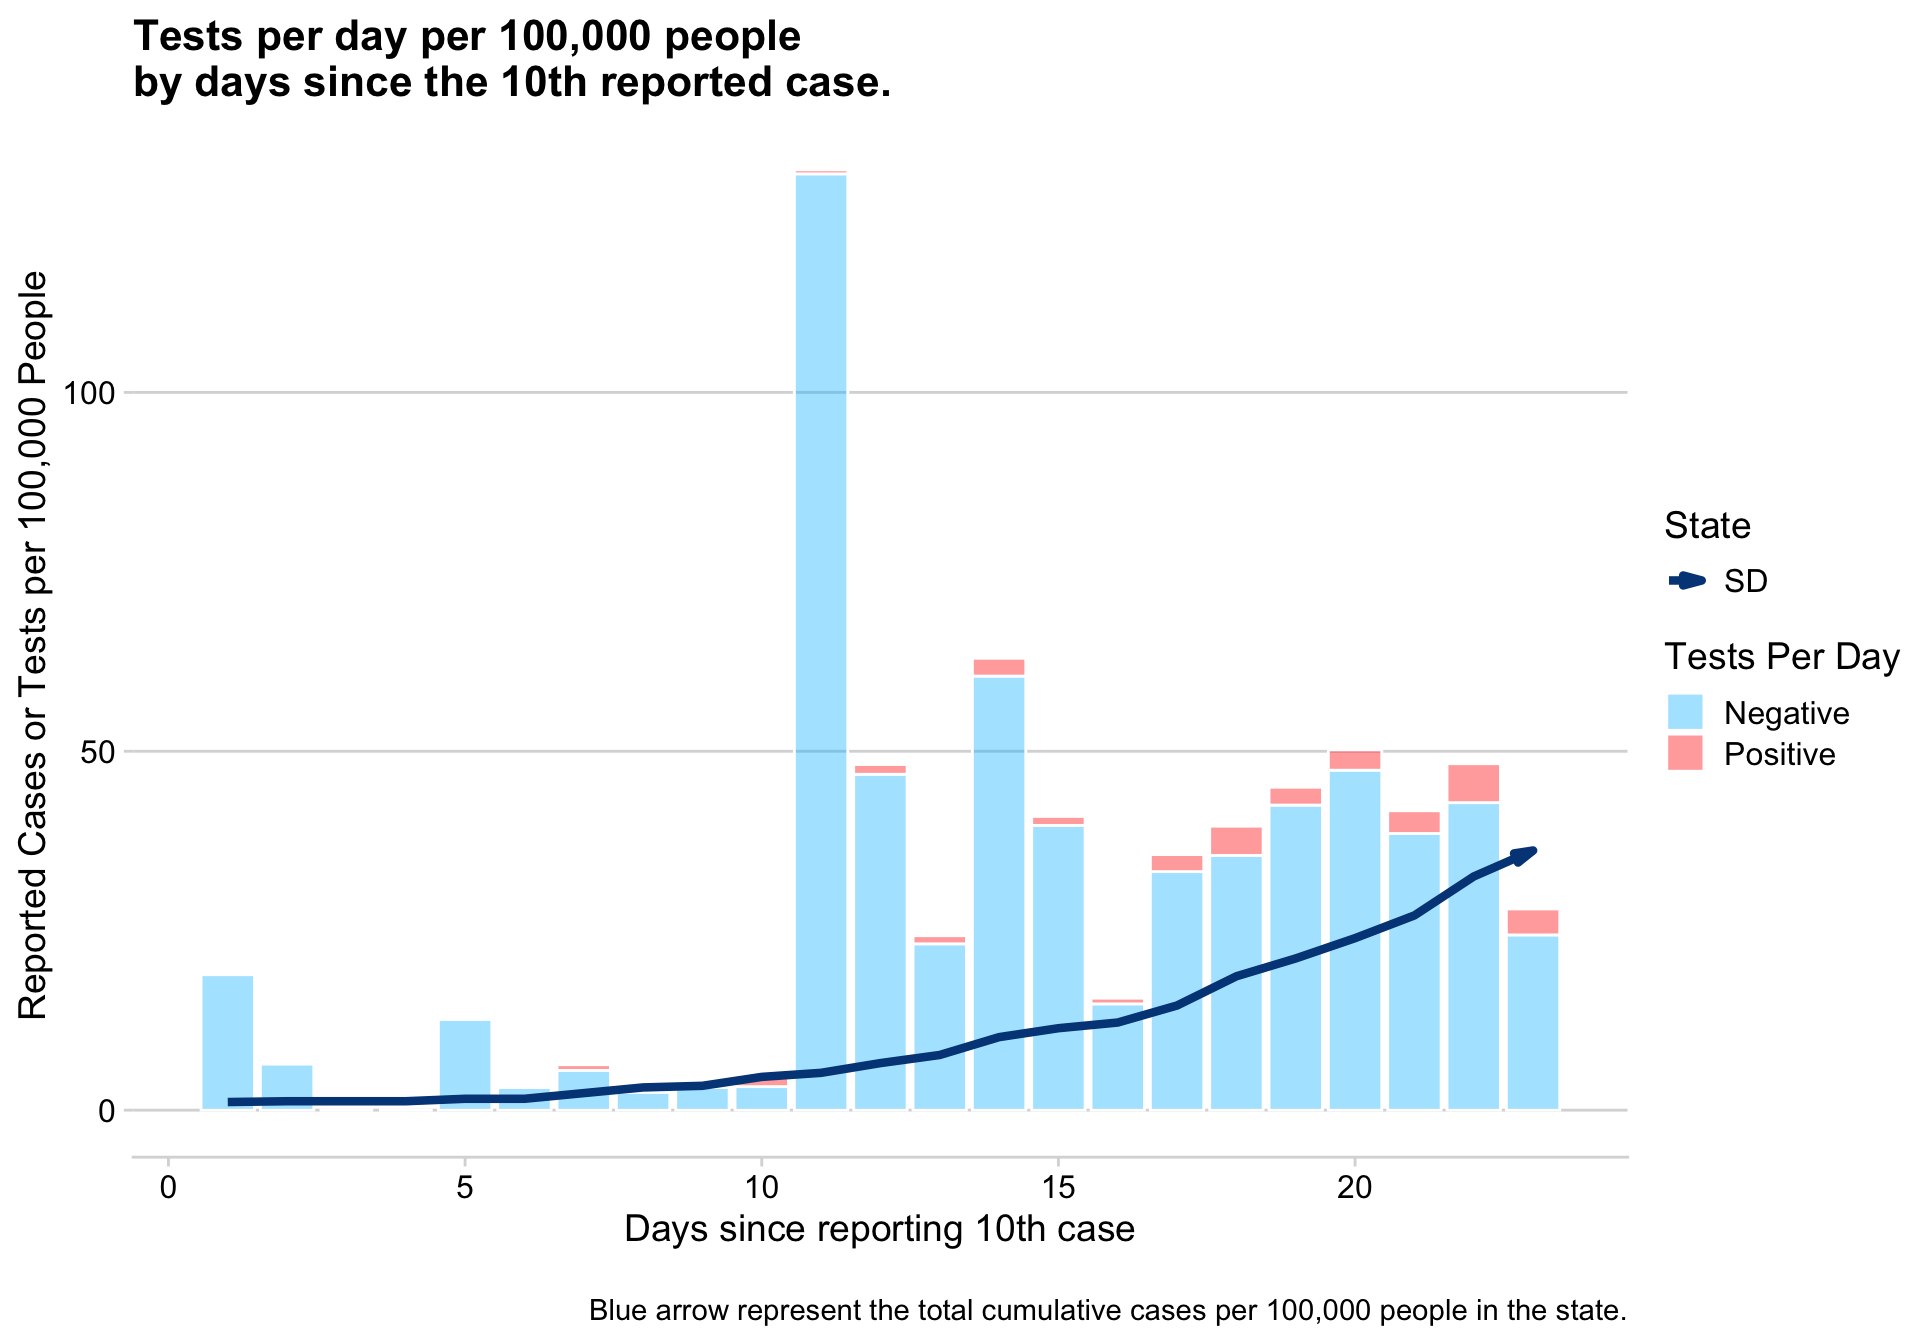 Tests per day per 100,000 people
by days since the 10th reported case.
Reported Cases or Tests per 100,000 People
100
50
0
0
5
10
15
20
Days since reporting 10th case
State
SD
Tests Per Day
Negative
Positive
Blue arrow represent the total cumulative cases per 100,000 people in the state.